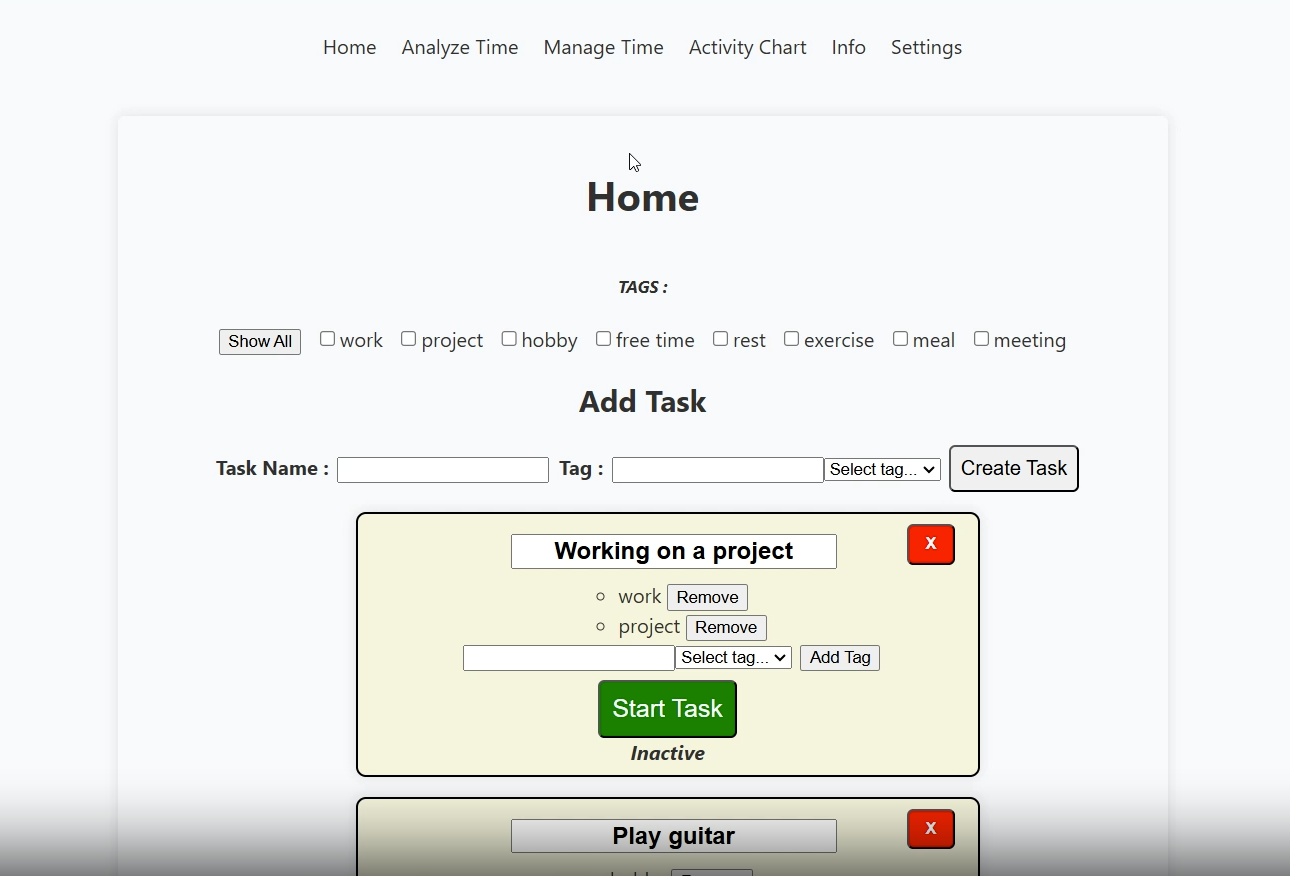 Home Analyze Time Manage Time Activity Chart Info Settings
Home
TAGS :
Show All work project hobby free time rest exercise meal meeting
Add Task
Task Name : Tag : Select tag... Create Task
Working on a project X
work Remove
project Remove
Select tag... Add Tag
Start Task
Inactive
Play guitar X